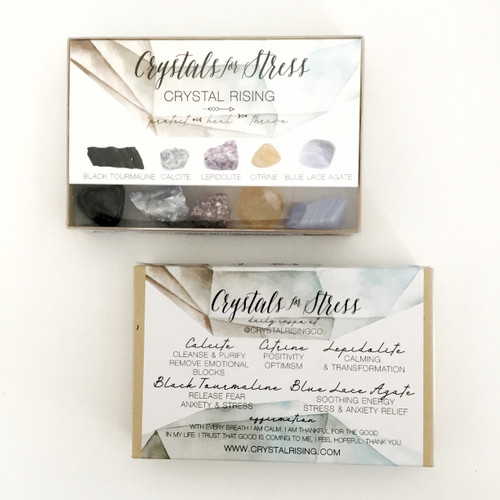 Crystals for Stress
CRYSTAL RISING
protect heal thrive
BLACK TOURMALINE CALCITE LEPIDOLITE CITRINE BLUE LACE AGATE
Crystals for Stress
daily inspo at
@CRYSTALRISINGCO
Calcite
CLEANSE & PURIFY
REMOVE EMOTIONAL
BLOCKS
Citrine
POSITIVITY
OPTIMISM
Lepidolite
CALMING
& TRANSFORMATION
Black Tourmaline
RELEASE FEAR
ANXIETY & STRESS
Blue Lace Agate
SOOTHING ENERGY
STRESS & ANXIETY RELIEF
affirmation
WITH EVERY BREATH I AM CALM. I AM THANKFUL FOR THE GOOD
IN MY LIFE. I TRUST THAT GOOD IS COMING TO ME, I FEEL HOPEFUL. THANK YOU.
WWW.CRYSTALRISING.COM